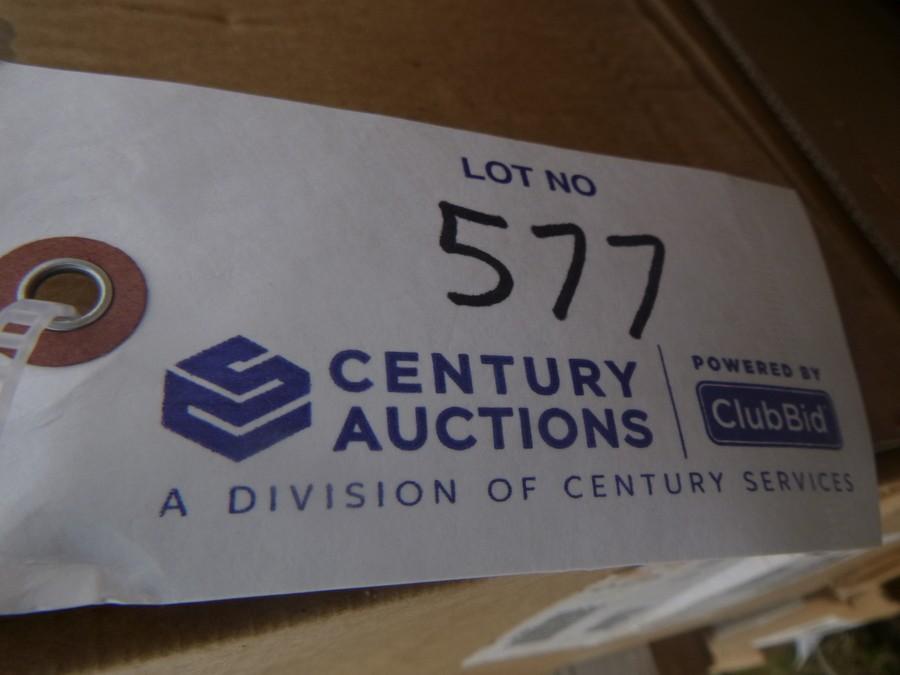 LOT NO
577
CENTURY
AUCTIONS
POWERED BY
ClubBid
A DIVISION OF CENTURY SERVICES